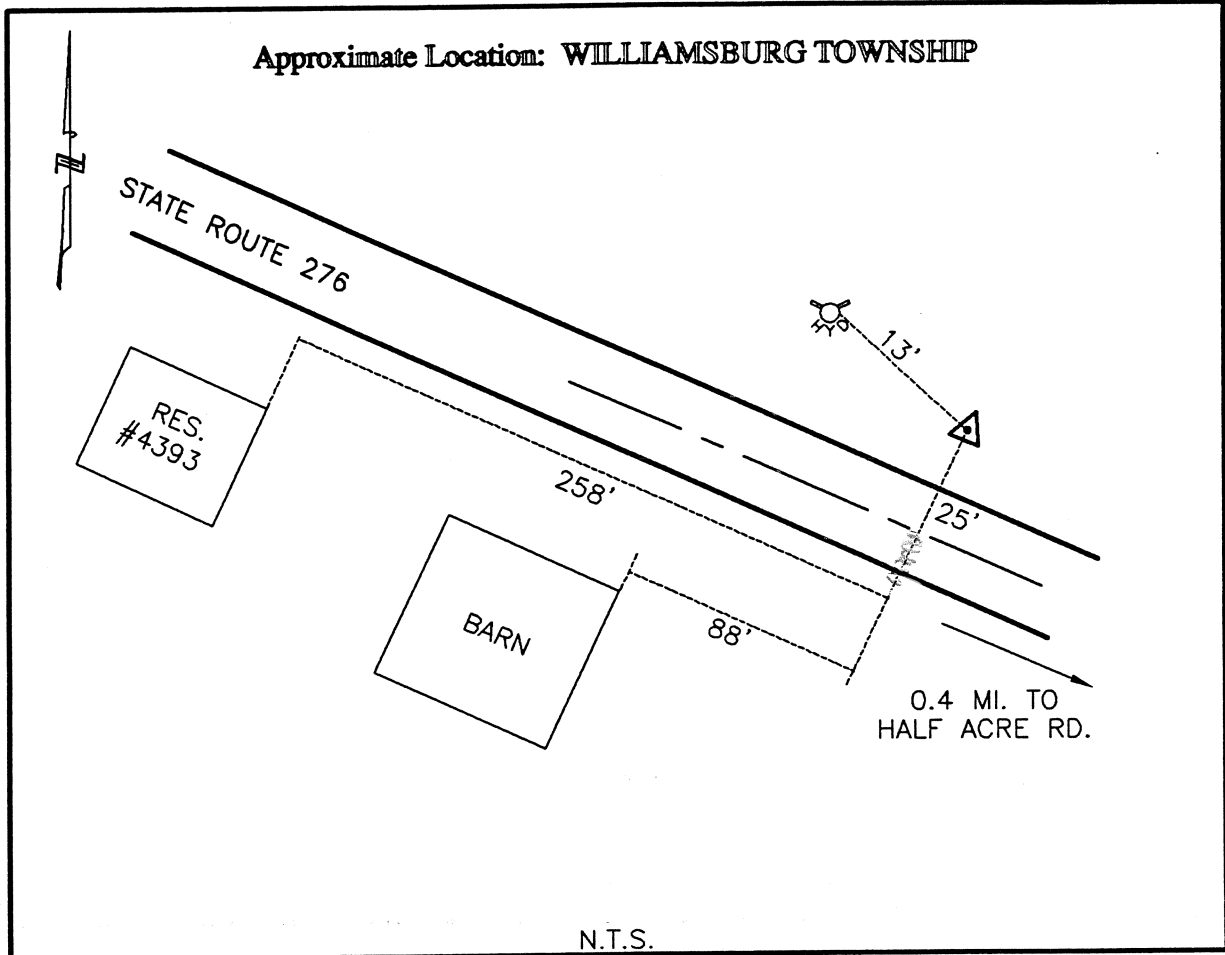 Approximate Location: WILLIAMSBURG TOWNSHIP
N
STATE ROUTE 276
HYD
13'
RES.
#4393
258'
25'
BARN
88'
0.4 MI. TO
HALF ACRE RD.
N.T.S.